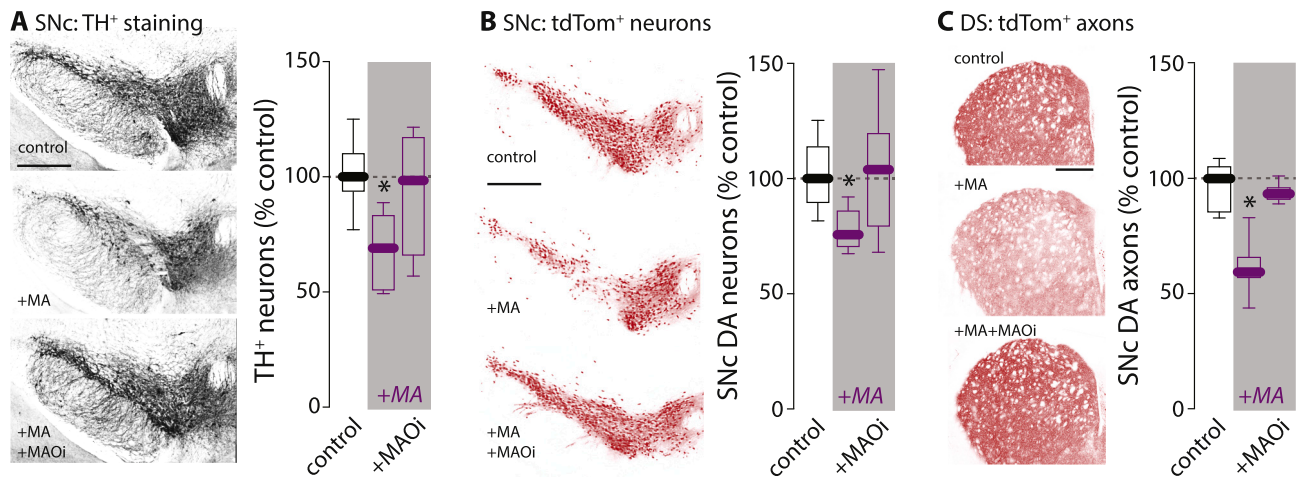 A SNc: TH⁺ staining
control
+MA
+MA
+MAOi
TH⁺ neurons (% control)
150
100
50
0
*
+MA
control
+MAOi
B SNc: tdTom⁺ neurons
control
+MA
+MA
+MAOi
SNc DA neurons (% control)
150
100
50
0
*
+MA
control
+MAOi
C DS: tdTom⁺ axons
control
+MA
+MA+MAOi
SNc DA axons (% control)
150
100
50
0
*
+MA
control
+MAOi